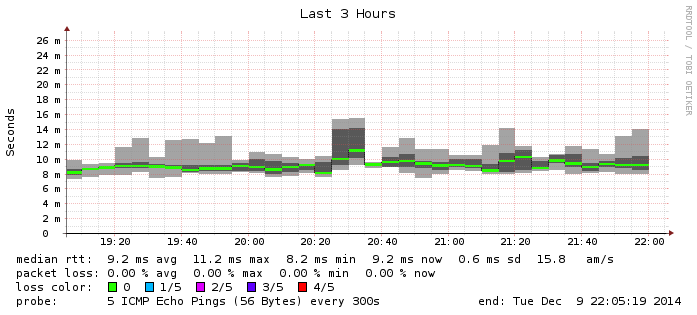 Last 3 Hours
RRDTOOL / TOBI OETIKER
Seconds
26 m
24 m
22 m
20 m
18 m
16 m
14 m
12 m
10 m
8 m
6 m
4 m
2 m
0
19:20 19:40 20:00 20:20 20:40 21:00 21:20 21:40 22:00
median rtt: 9.2 ms avg 11.2 ms max 8.2 ms min 9.2 ms now 0.6 ms sd 15.8 am/s
packet loss: 0.00 % avg 0.00 % max 0.00 % min 0.00 % now
loss color: 0 1/5 2/5 3/5 4/5
probe: 5 ICMP Echo Pings (56 Bytes) every 300s end: Tue Dec 9 22:05:19 2014